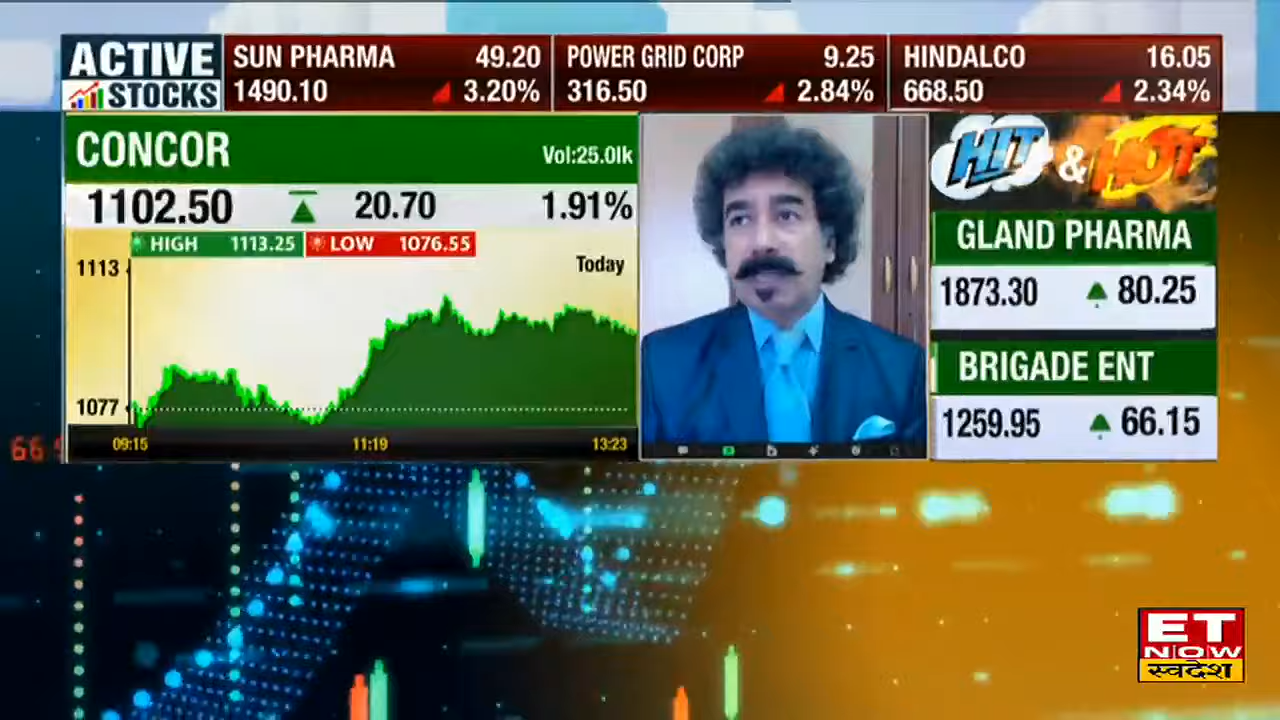 ACTIVE
STOCKS
SUN PHARMA 49.20
1490.10 3.20%
POWER GRID CORP 9.25
316.50 2.84%
HINDALCO 16.05
668.50 2.34%
CONCOR Vol:25.0lk
1102.50 20.70 1.91%
HIGH 1113.25 LOW 1076.55
Today
1113
1077
09:15 11:19 13:23
HIT & HOT
GLAND PHARMA
1873.30 80.25
BRIGADE ENT
1259.95 66.15
66
ET
NOW
स्वदेश